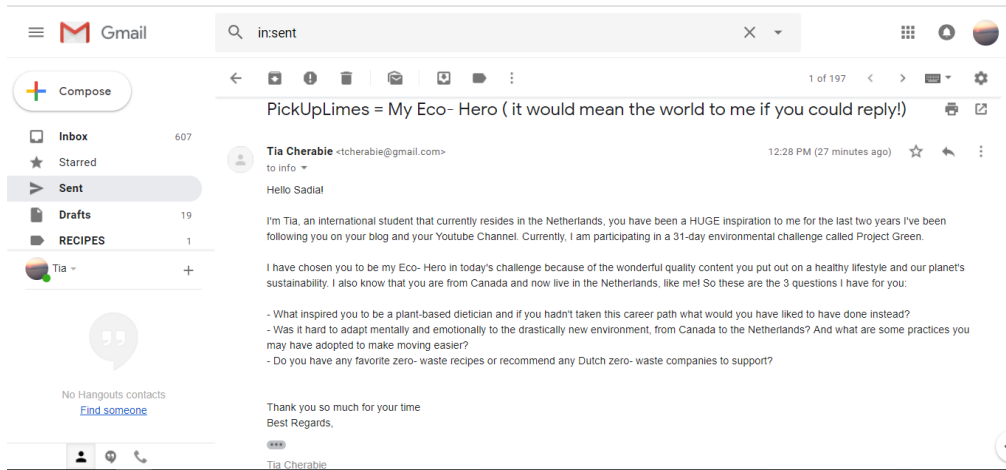 Gmail
in:sent
Compose
1 of 197
PickUpLimes = My Eco- Hero ( it would mean the world to me if you could reply!)
Inbox 607
Starred
Sent
Drafts 19
RECIPES 1
Tia
No Hangouts contacts
Find someone
Tia Cherabie <tcherabie@gmail.com> 12:28 PM (27 minutes ago)
to info
Hello Sadia!
I'm Tia, an international student that currently resides in the Netherlands, you have been a HUGE inspiration to me for the last two years I've been
following you on your blog and your Youtube Channel. Currently, I am participating in a 31-day environmental challenge called Project Green.
I have chosen you to be my Eco- Hero in today's challenge because of the wonderful quality content you put out on a healthy lifestyle and our planet's
sustainability. I also know that you are from Canada and now live in the Netherlands, like me! So these are the 3 questions I have for you:
- What inspired you to be a plant-based dietician and if you hadn't taken this career path what would you have liked to have done instead?
- Was it hard to adapt mentally and emotionally to the drastically new environment, from Canada to the Netherlands? And what are some practices you
may have adopted to make moving easier?
- Do you have any favorite zero- waste recipes or recommend any Dutch zero- waste companies to support?
Thank you so much for your time
Best Regards,
Tia Cherabie